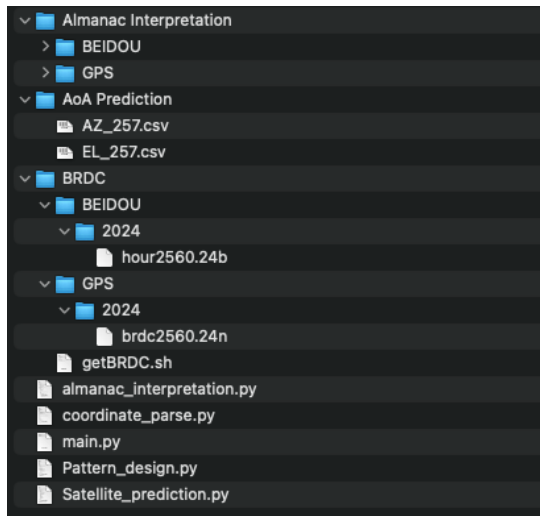 Almanac Interpretation
BEIDOU
GPS
AoA Prediction
AZ_257.csv
EL_257.csv
BRDC
BEIDOU
2024
hour2560.24b
GPS
2024
brdc2560.24n
getBRDC.sh
almanac_interpretation.py
coordinate_parse.py
main.py
Pattern_design.py
Satellite_prediction.py